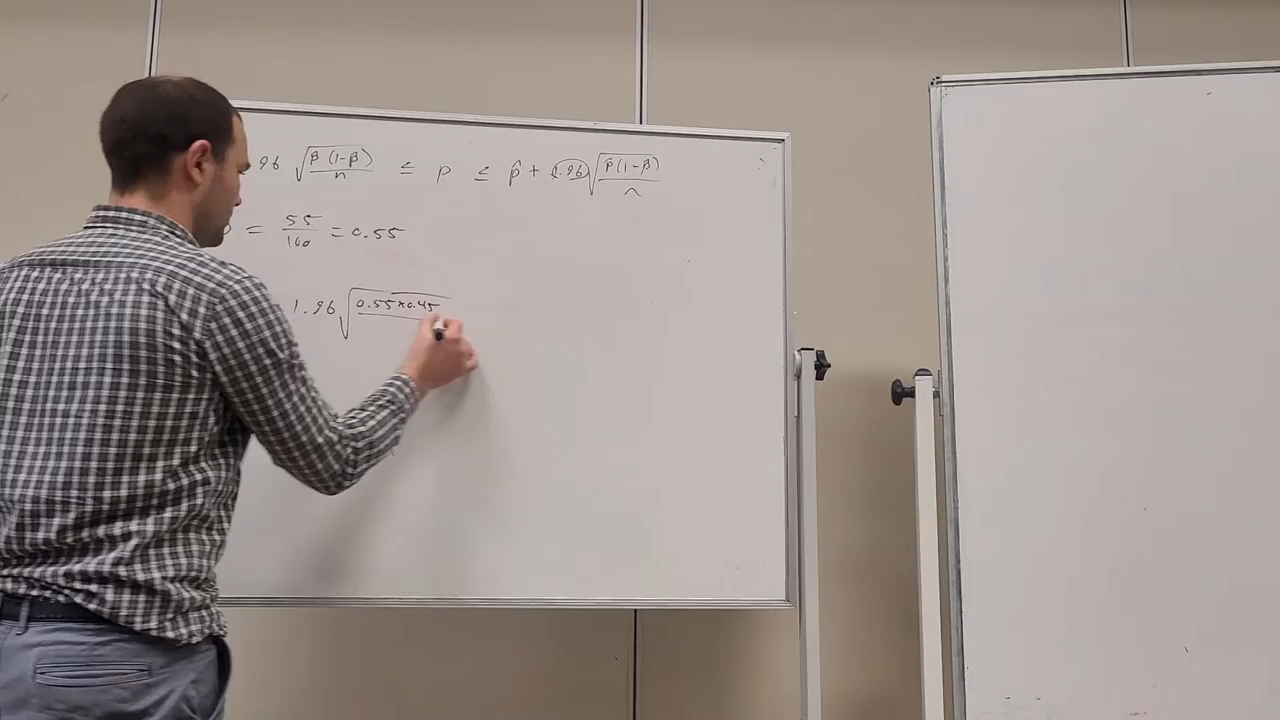 .96 √(p̂(1-p̂)/n) ≤ p ≤ p̂ + 1.96 √(p̂(1-p̂)/n)
= 55/100 = 0.55
1.96 √(0.55×0.45